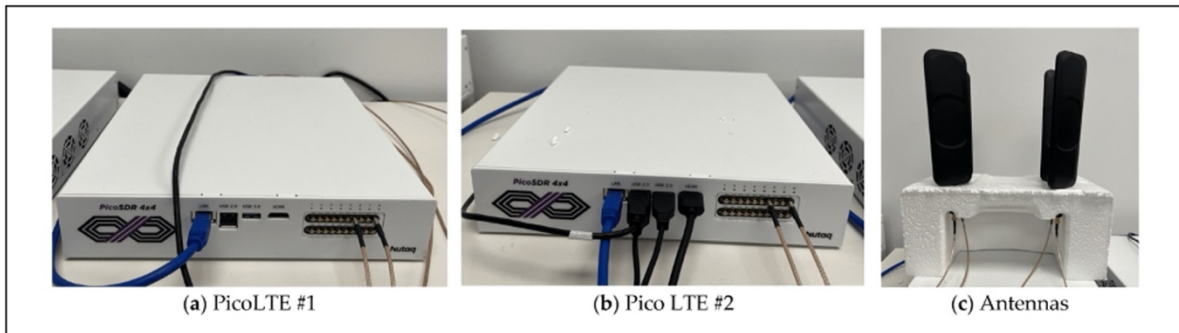 PicoSDR 4x4
LAN USB 2.0 USB 3.0 HDMI
Nutaq
PicoSDR 4x4
LAN USB 2.0 USB 3.0 HDMI
Nutaq
(a) PicoLTE #1
(b) Pico LTE #2
(c) Antennas